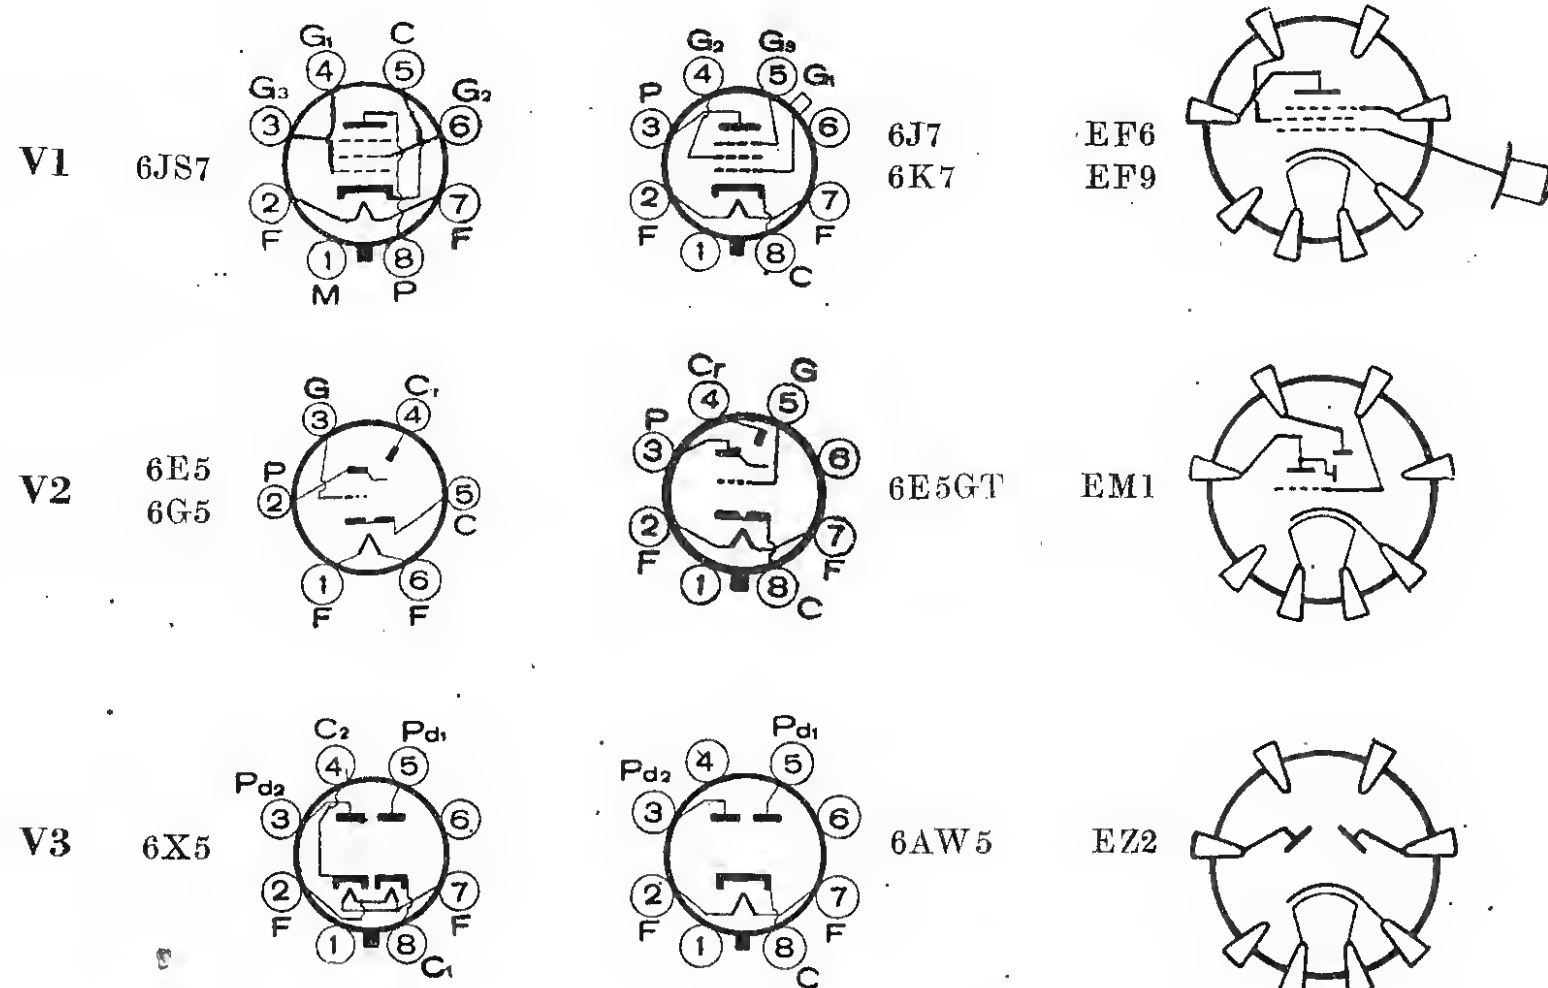 G1 C
G3 4 5 G2
3 6
V1 6JS7
2 7
F 1 8 F
M P
G2 G3
4 5 G1
P
3 6
2 7
F 1 8 F
C
6J7
6K7
EF6
EF9
G Cr
3 4
V2 6E5
6G5
P
2 5
C
1 6
F F
Cr G
4 5
P
3 6
2 7
F 1 8 F
C
6E5GT
EM1
C2 Pd1
Pd2 4 5
3 6
V3 6X5
2 7
F 1 8 F
C1
Pd1
Pd2 4 5
3 6
2 7
F 1 8 F
C
6AW5
EZ2